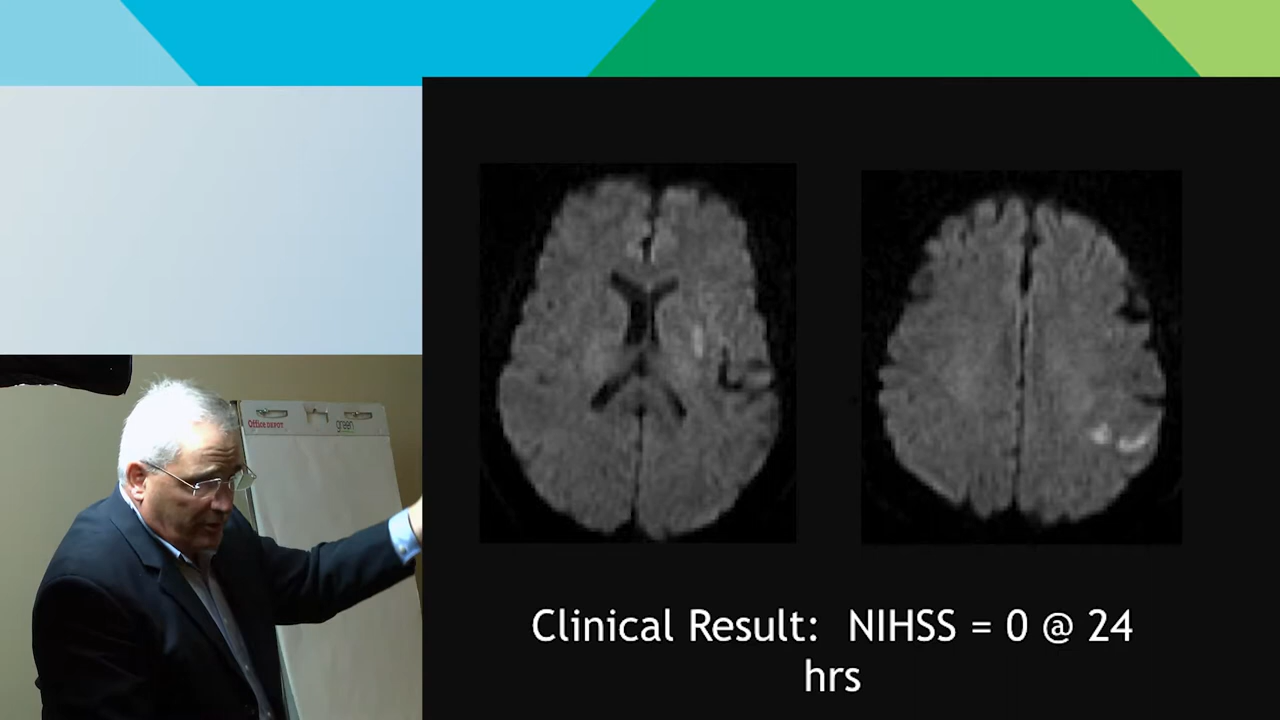 Office DEPOT
green
Clinical Result: NIHSS = 0 @ 24
hrs